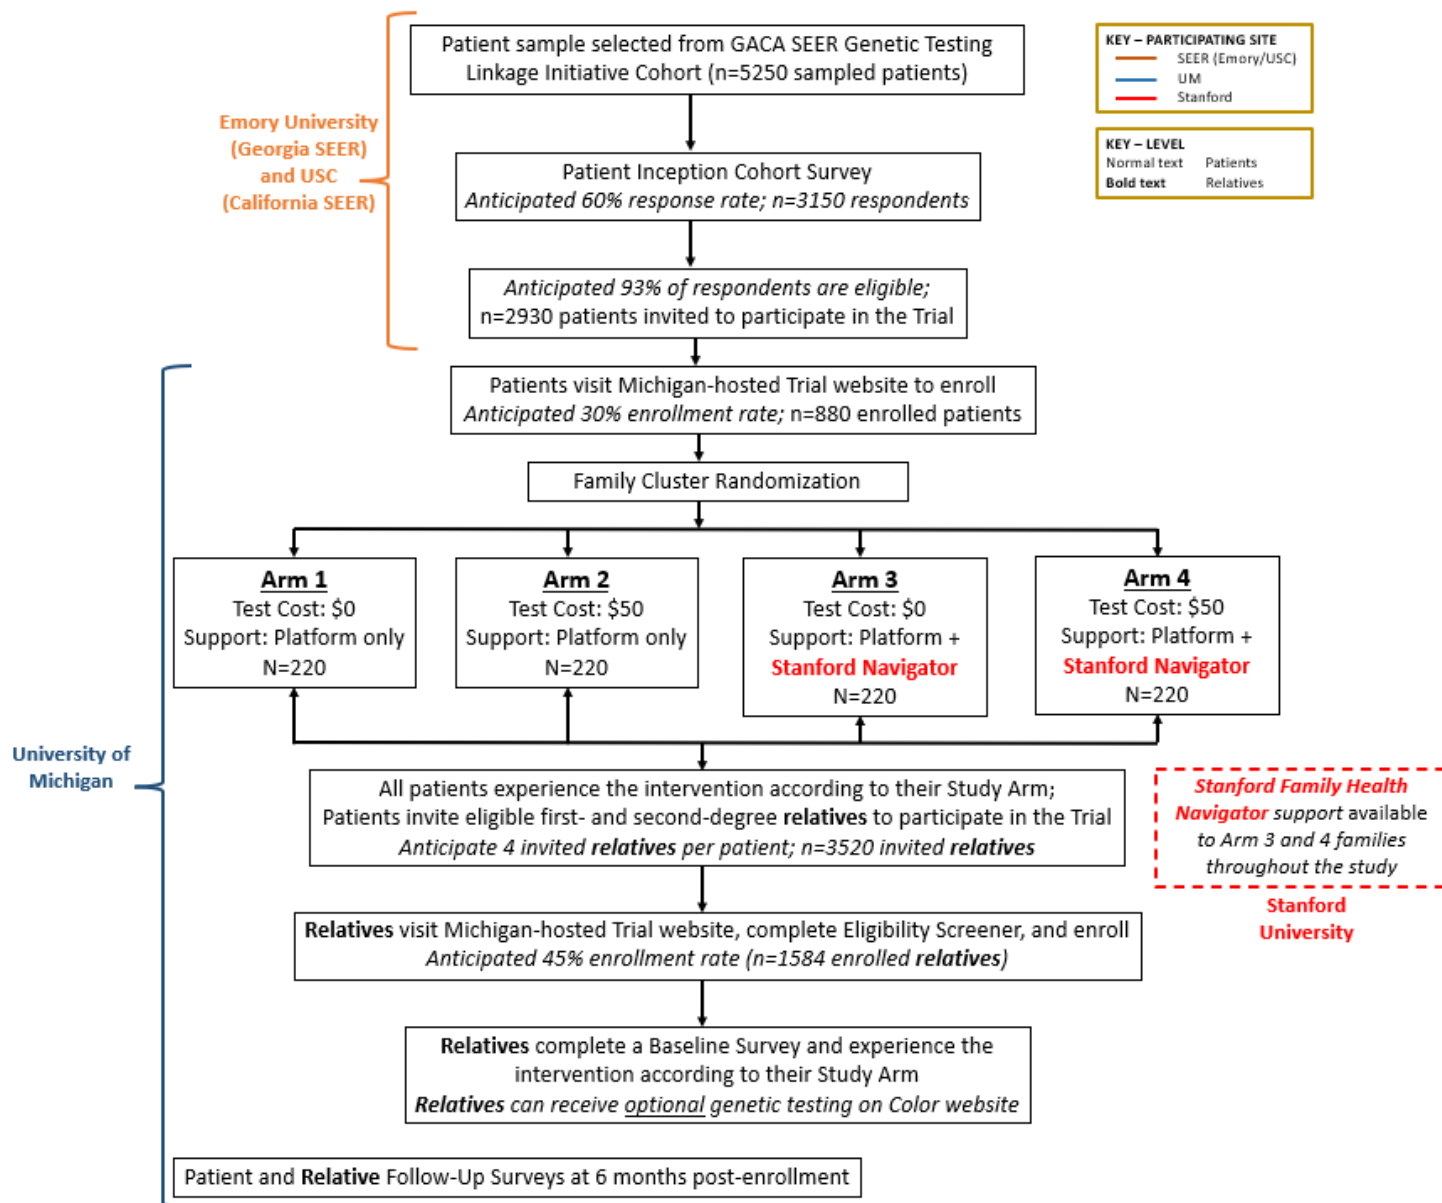 Patient sample selected from GACA SEER Genetic Testing
Linkage Initiative Cohort (n=5250 sampled patients)
KEY – PARTICIPATING SITE
SEER (Emory/USC)
UM
Stanford
KEY – LEVEL
Normal text Patients
Bold text Relatives
Emory University
(Georgia SEER)
and USC
(California SEER)
Patient Inception Cohort Survey
Anticipated 60% response rate; n=3150 respondents
Anticipated 93% of respondents are eligible;
n=2930 patients invited to participate in the Trial
Patients visit Michigan-hosted Trial website to enroll
Anticipated 30% enrollment rate; n=880 enrolled patients
Family Cluster Randomization
Arm 1
Test Cost: $0
Support: Platform only
N=220
Arm 2
Test Cost: $50
Support: Platform only
N=220
Arm 3
Test Cost: $0
Support: Platform +
Stanford Navigator
N=220
Arm 4
Test Cost: $50
Support: Platform +
Stanford Navigator
N=220
University of
Michigan
All patients experience the intervention according to their Study Arm;
Patients invite eligible first- and second-degree relatives to participate in the Trial
Anticipate 4 invited relatives per patient; n=3520 invited relatives
Stanford Family Health
Navigator support available
to Arm 3 and 4 families
throughout the study
Stanford
University
Relatives visit Michigan-hosted Trial website, complete Eligibility Screener, and enroll
Anticipated 45% enrollment rate (n=1584 enrolled relatives)
Relatives complete a Baseline Survey and experience the
intervention according to their Study Arm
Relatives can receive optional genetic testing on Color website
Patient and Relative Follow-Up Surveys at 6 months post-enrollment